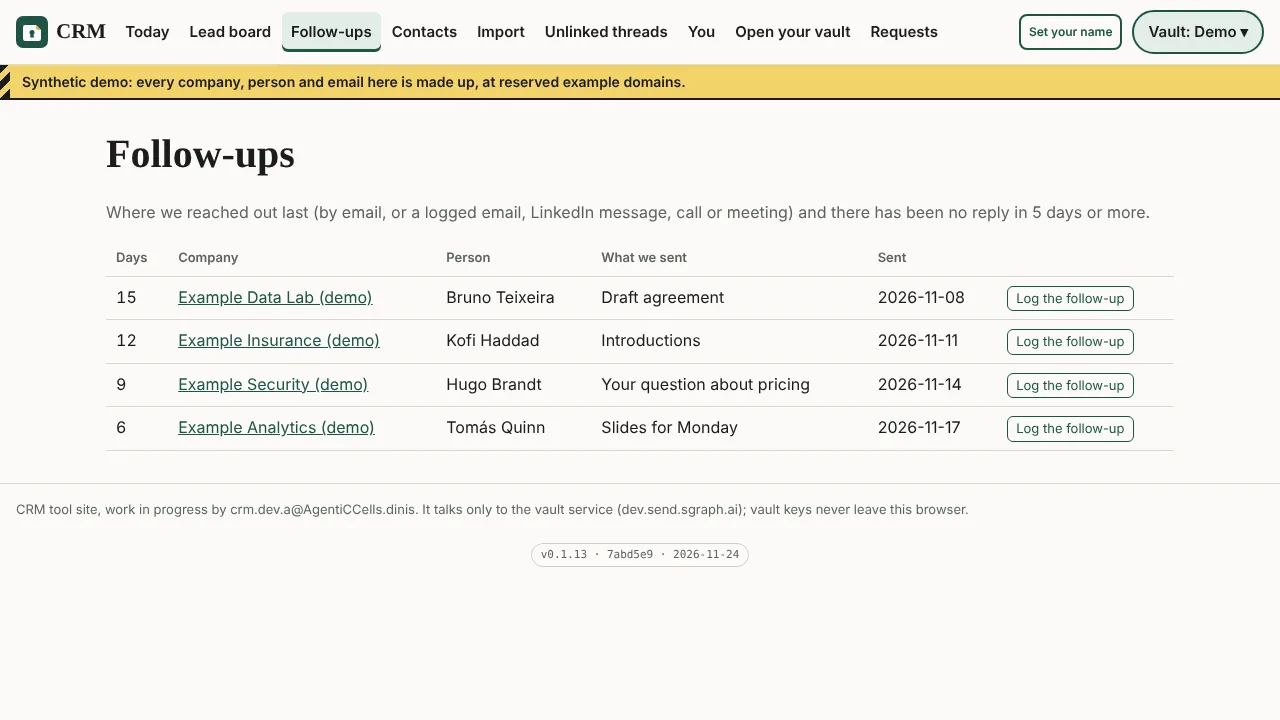 CRM Today Lead board Follow-ups Contacts Import Unlinked threads You Open your vault Requests Set your name Vault: Demo ▾
Synthetic demo: every company, person and email here is made up, at reserved example domains.
Follow-ups
Where we reached out last (by email, or a logged email, LinkedIn message, call or meeting) and there has been no reply in 5 days or more.
Days Company Person What we sent Sent
15 Example Data Lab (demo) Bruno Teixeira Draft agreement 2026-11-08 Log the follow-up
12 Example Insurance (demo) Kofi Haddad Introductions 2026-11-11 Log the follow-up
9 Example Security (demo) Hugo Brandt Your question about pricing 2026-11-14 Log the follow-up
6 Example Analytics (demo) Tomás Quinn Slides for Monday 2026-11-17 Log the follow-up
CRM tool site, work in progress by crm.dev.a@AgentiCCells.dinis. It talks only to the vault service (dev.send.sgraph.ai); vault keys never leave this browser.
v0.1.13 · 7abd5e9 · 2026-11-24